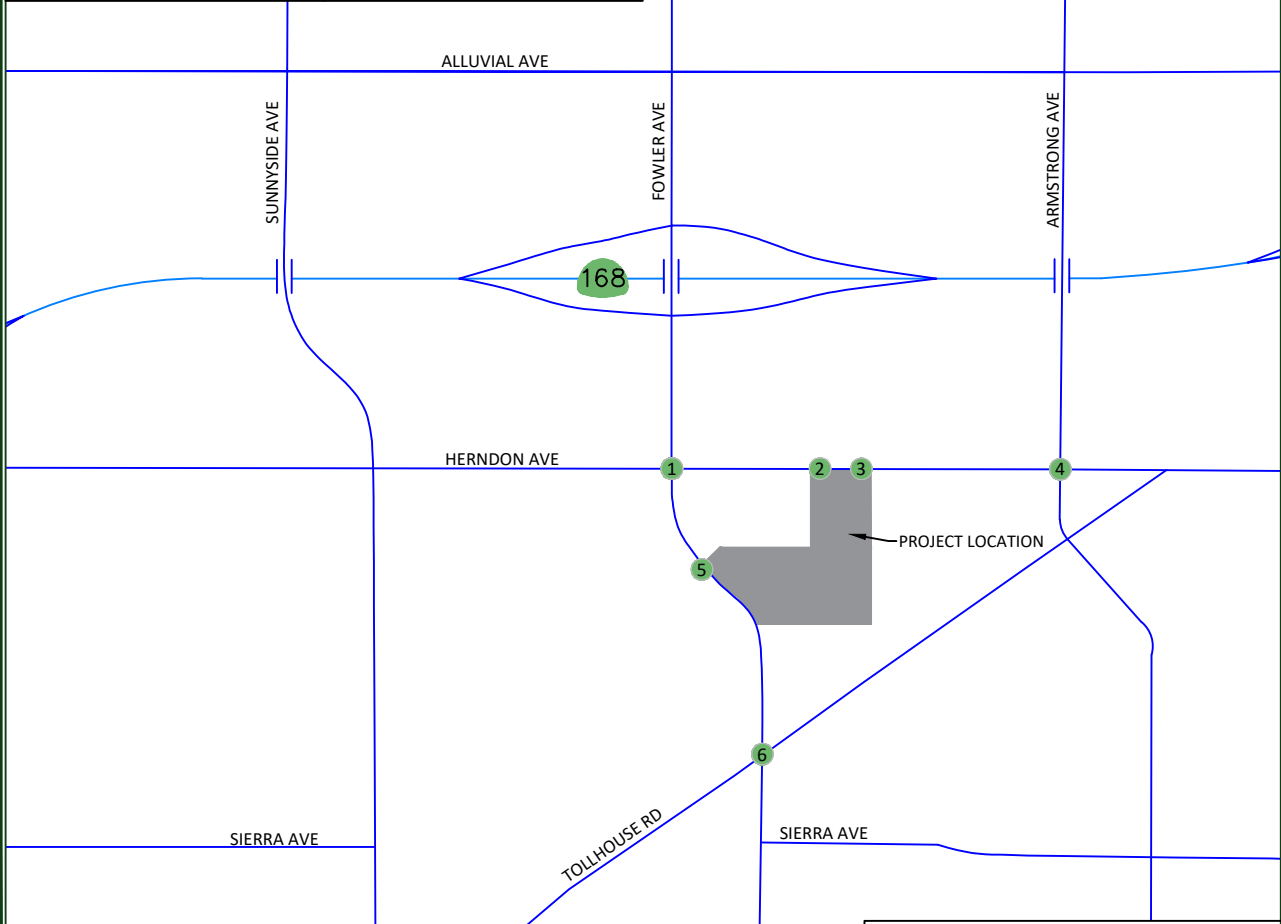 ALLUVIAL AVE
SUNNYSIDE AVE
FOWLER AVE
ARMSTRONG AVE
168
HERNDON AVE
1
2
3
4
PROJECT LOCATION
5
6
TOLLHOUSE RD
SIERRA AVE
SIERRA AVE